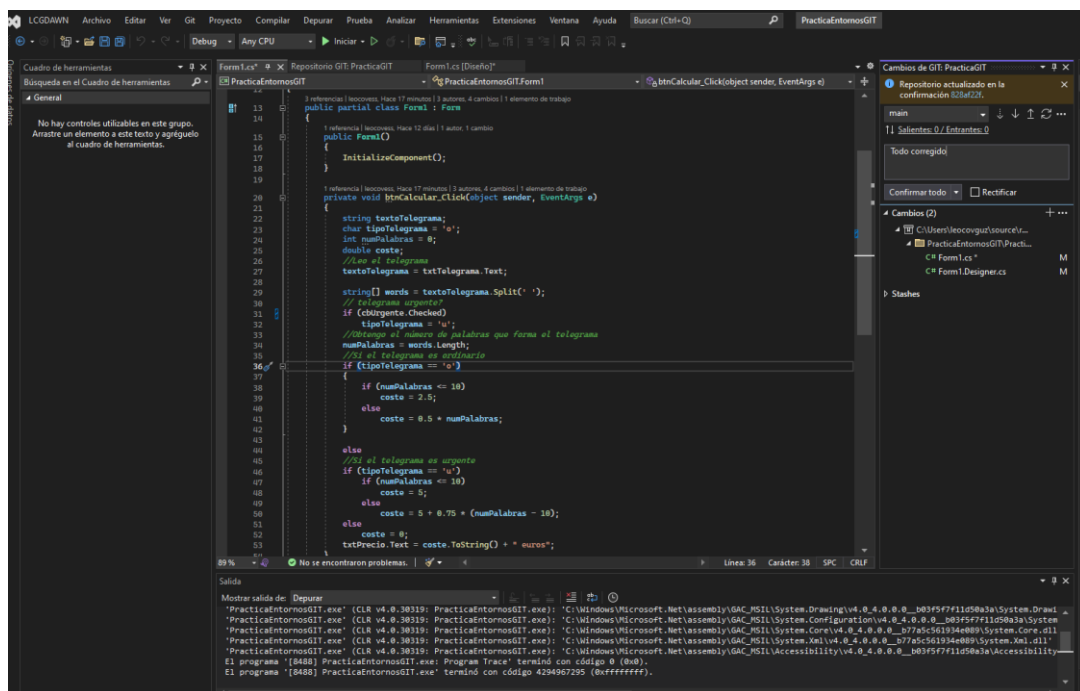 LCGDAWN Archivo Editar Ver Git Proyecto Compilar Depurar Prueba Analizar Herramientas Extensiones Ventana Ayuda Buscar (Ctrl+Q) PracticaEntornosGIT
Debug Any CPU Iniciar
Cuadro de herramientas
Búsqueda en el Cuadro de herramientas
General
No hay controles utilizables en este grupo.
Arrastre un elemento a este texto y agréguelo
al cuadro de herramientas.
Form1.cs* Repositorio GIT: PracticaGIT Form1.cs [Diseño]*
PracticaEntornosGIT PracticaEntornosGIT.Form1 btnCalcular_Click(object sender, EventArgs e)
12 {
3 referencias | leocovess, Hace 17 minutos | 3 autores, 4 cambios | 1 elemento de trabajo
13 public partial class Form1 : Form
14 {
1 referencia | leocovess, Hace 12 días | 1 autor, 1 cambio
15 public Form1()
16 {
17 InitializeComponent();
18 }
19
1 referencia | leocovess, Hace 17 minutos | 3 autores, 4 cambios | 1 elemento de trabajo
20 private void btnCalcular_Click(object sender, EventArgs e)
21 {
22 string textoTelegrama;
23 char tipoTelegrama = 'o';
24 int numPalabras = 0;
25 double coste;
26 //Leo el telegrama
27 textoTelegrama = txtTelegrama.Text;
28
29 string[] words = textoTelegrama.Split(' ');
30 // telegrama urgente?
31 if (cbUrgente.Checked)
32 tipoTelegrama = 'u';
33 //Obtengo el número de palabras que forma el telegrama
34 numPalabras = words.Length;
35 //Si el telegrama es ordinario
36 if (tipoTelegrama == 'o')
37 {
38 if (numPalabras <= 10)
39 coste = 2.5;
40 else
41 coste = 0.5 * numPalabras;
42 }
43
44 else
45 //Si el telegrama es urgente
46 if (tipoTelegrama == 'u')
47 if (numPalabras <= 10)
48 coste = 5;
49 else
50 coste = 5 + 0.75 * (numPalabras - 10);
51 else
52 coste = 0;
53 txtPrecio.Text = coste.ToString() + " euros";
89 % No se encontraron problemas. Línea: 36 Carácter: 38 SPC CRLF
Cambios de GIT: PracticaGIT
Repositorio actualizado en la
confirmación 828af22f.
main
Salientes: 0 / Entrantes: 0
Todo corregido
Confirmar todo Rectificar
Cambios (2)
C:\Users\leocovguz\source\r...
PracticaEntornosGIT\Practi...
C# Form1.cs * M
C# Form1.Designer.cs M
Stashes
Salida
Mostrar salida de: Depurar
'PracticaEntornosGIT.exe' (CLR v4.0.30319: PracticaEntornosGIT.exe): 'C:\Windows\Microsoft.Net\assembly\GAC_MSIL\System.Drawing\v4.0_4.0.0.0__b03f5f7f11d50a3a\System.Drawi
'PracticaEntornosGIT.exe' (CLR v4.0.30319: PracticaEntornosGIT.exe): 'C:\Windows\Microsoft.Net\assembly\GAC_MSIL\System.Configuration\v4.0_4.0.0.0__b03f5f7f11d50a3a\System
'PracticaEntornosGIT.exe' (CLR v4.0.30319: PracticaEntornosGIT.exe): 'C:\Windows\Microsoft.Net\assembly\GAC_MSIL\System.Core\v4.0_4.0.0.0__b77a5c561934e089\System.Core.dll
'PracticaEntornosGIT.exe' (CLR v4.0.30319: PracticaEntornosGIT.exe): 'C:\Windows\Microsoft.Net\assembly\GAC_MSIL\System.Xml\v4.0_4.0.0.0__b77a5c561934e089\System.Xml.dll'
'PracticaEntornosGIT.exe' (CLR v4.0.30319: PracticaEntornosGIT.exe): 'C:\Windows\Microsoft.Net\assembly\GAC_MSIL\Accessibility\v4.0_4.0.0.0__b03f5f7f11d50a3a\Accessibility
El programa '[8488] PracticaEntornosGIT.exe: Program Trace' terminó con código 0 (0x0).
El programa '[8488] PracticaEntornosGIT.exe' terminó con código 4294967295 (0xffffffff).